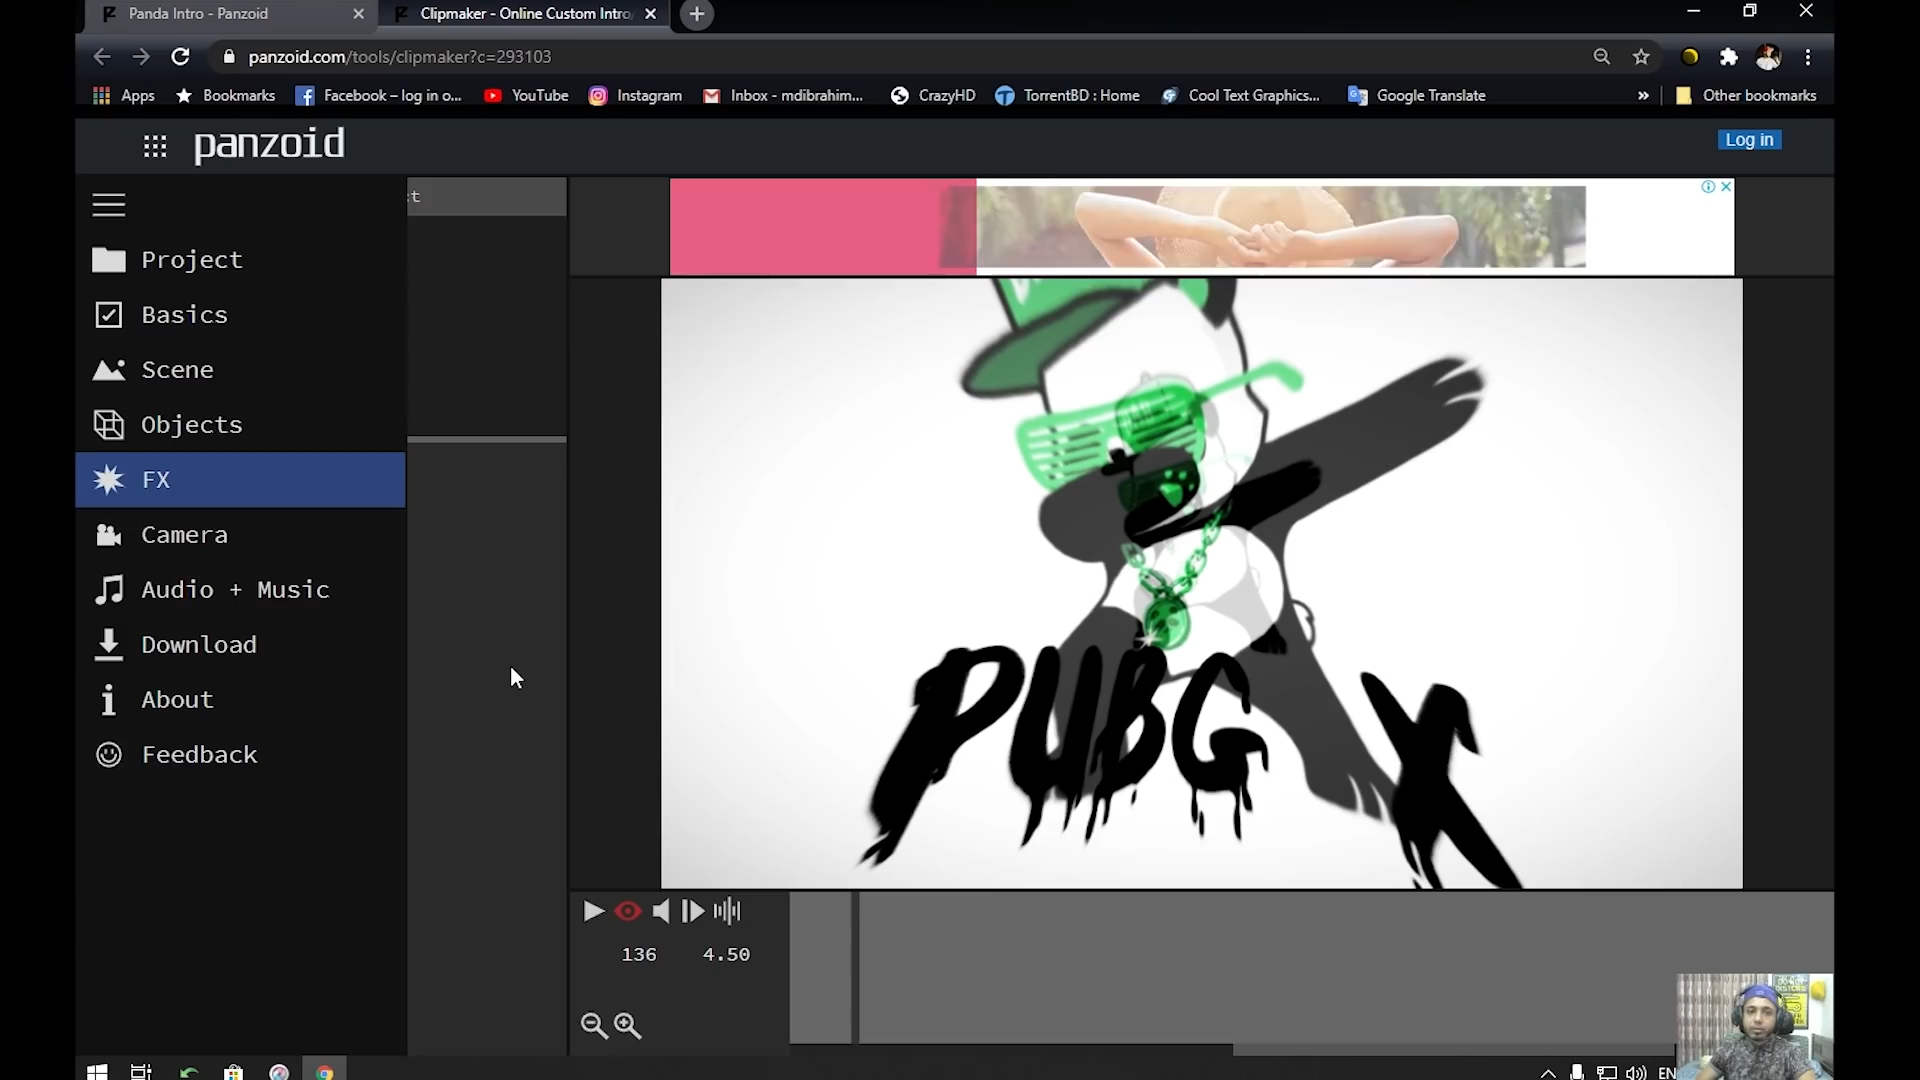 Panda Intro - Panzoid
Clipmaker - Online Custom Intro
panzoid.com/tools/clipmaker?c=293103
Apps
Bookmarks
Facebook – log in o...
YouTube
Instagram
Inbox - mdibrahim...
CrazyHD
TorrentBD : Home
Cool Text Graphics...
Google Translate
»
Other bookmarks
panzoid
Log in
Project
Basics
Scene
Objects
FX
Camera
Audio + Music
Download
About
Feedback
PUBG X
136 4.50
EN